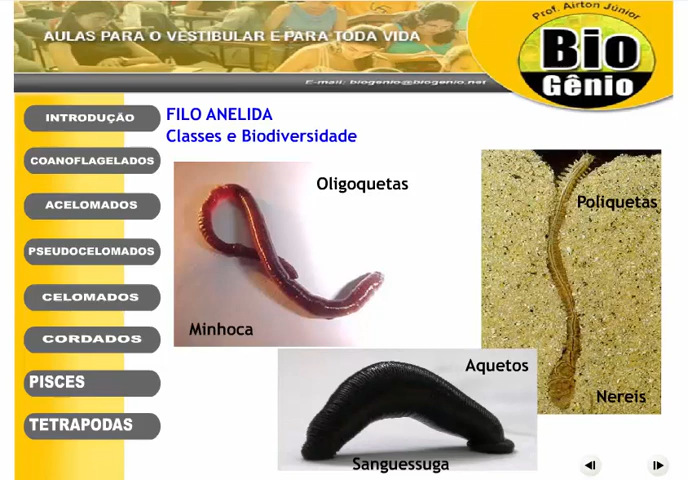 AULAS PARA O VESTIBULAR E PARA TODA VIDA
Prof. Airton Júnior
Bio
Gênio
E-mail: biogenio@biogenio.net
INTRODUÇÃO
COANOFLAGELADOS
ACELOMADOS
PSEUDOCELOMADOS
CELOMADOS
CORDADOS
PISCES
TETRAPODAS
FILO ANELIDA
Classes e Biodiversidade
Oligoquetas
Minhoca
Poliquetas
Nereis
Aquetos
Sanguessuga